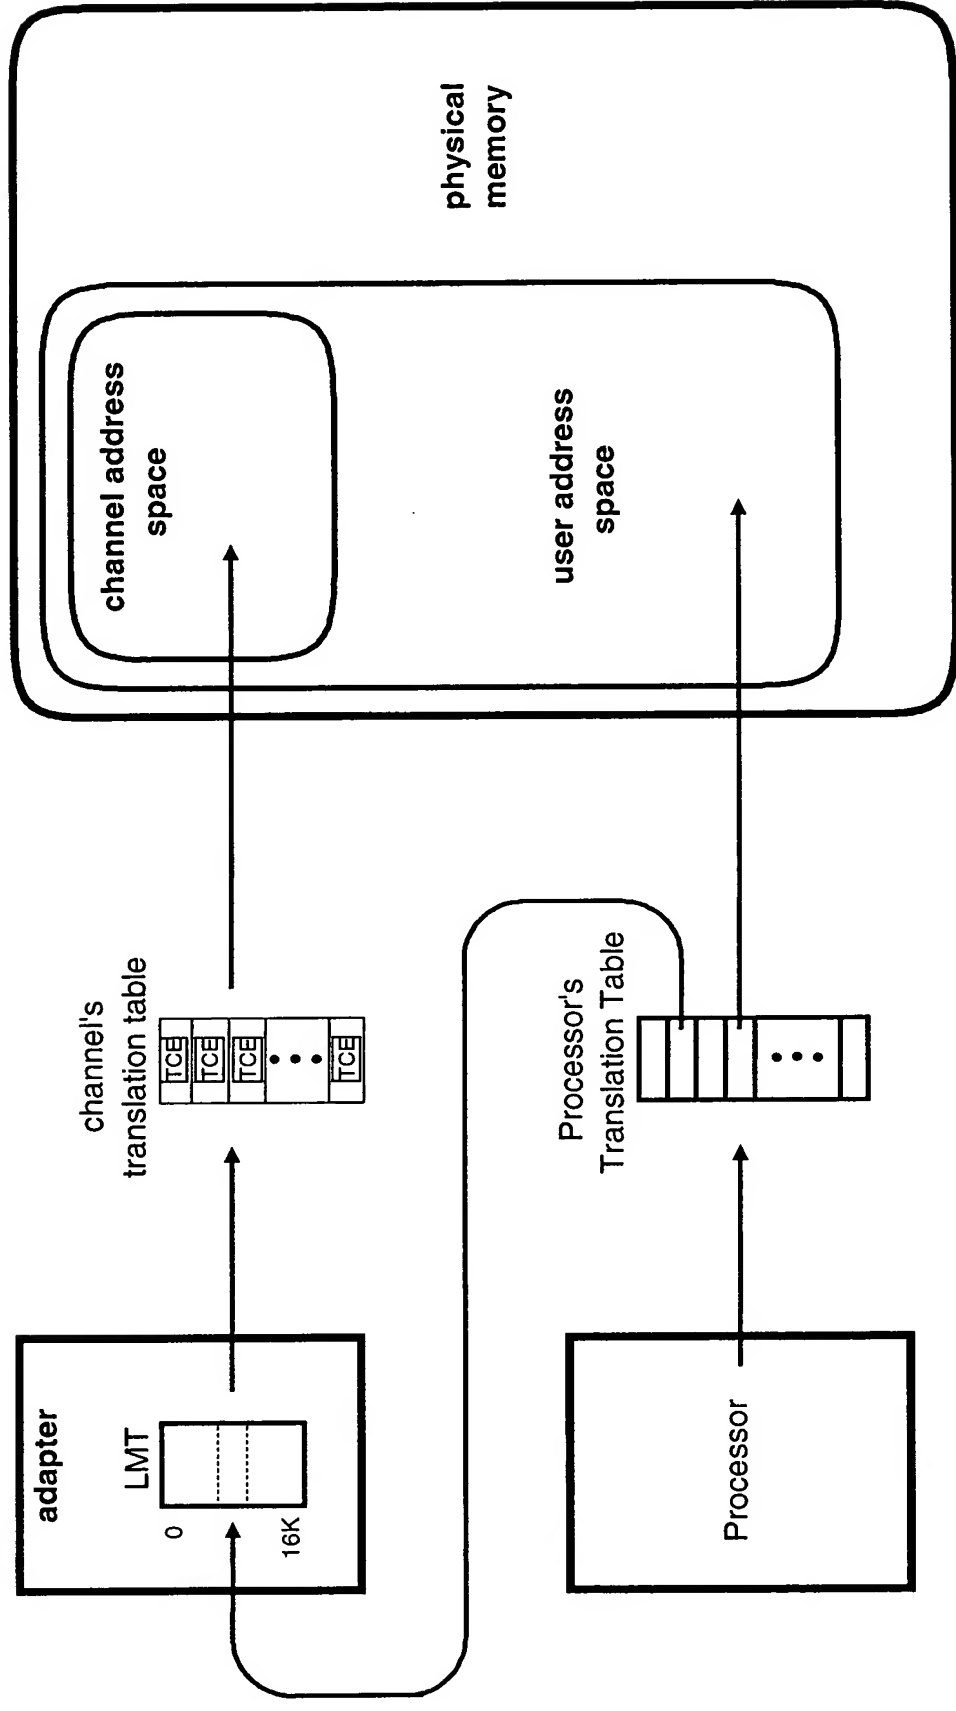 adapter
LMT
0
16K
channel's
translation table
TCE
TCE
TCE
TCE
channel address
space
physical
memory
user address
space
Processor
Processor's
Translation Table